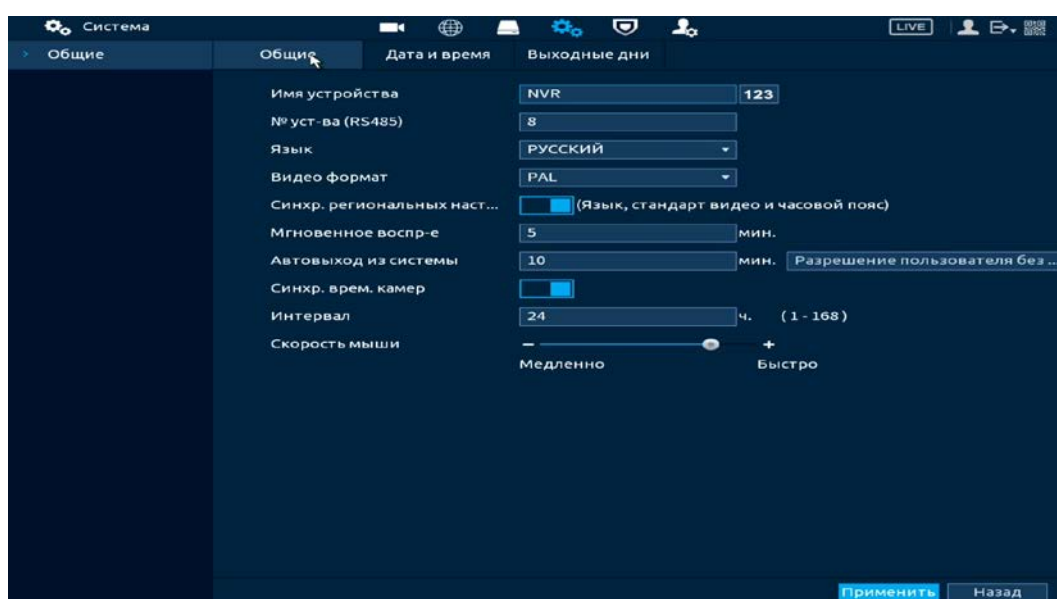 Система LIVE
Общие Общие Дата и время Выходные дни
Имя устройства NVR 123
№ уст-ва (RS485) 8
Язык РУССКИЙ
Видео формат PAL
Синхр. региональных наст... (Язык, стандарт видео и часовой пояс)
Мгновенное воспр-е 5 мин.
Автовыход из системы 10 мин. Разрешение пользователя без ...
Синхр. врем. камер
Интервал 24 ч. (1-168)
Скорость мыши - +
Медленно Быстро
Применить Назад